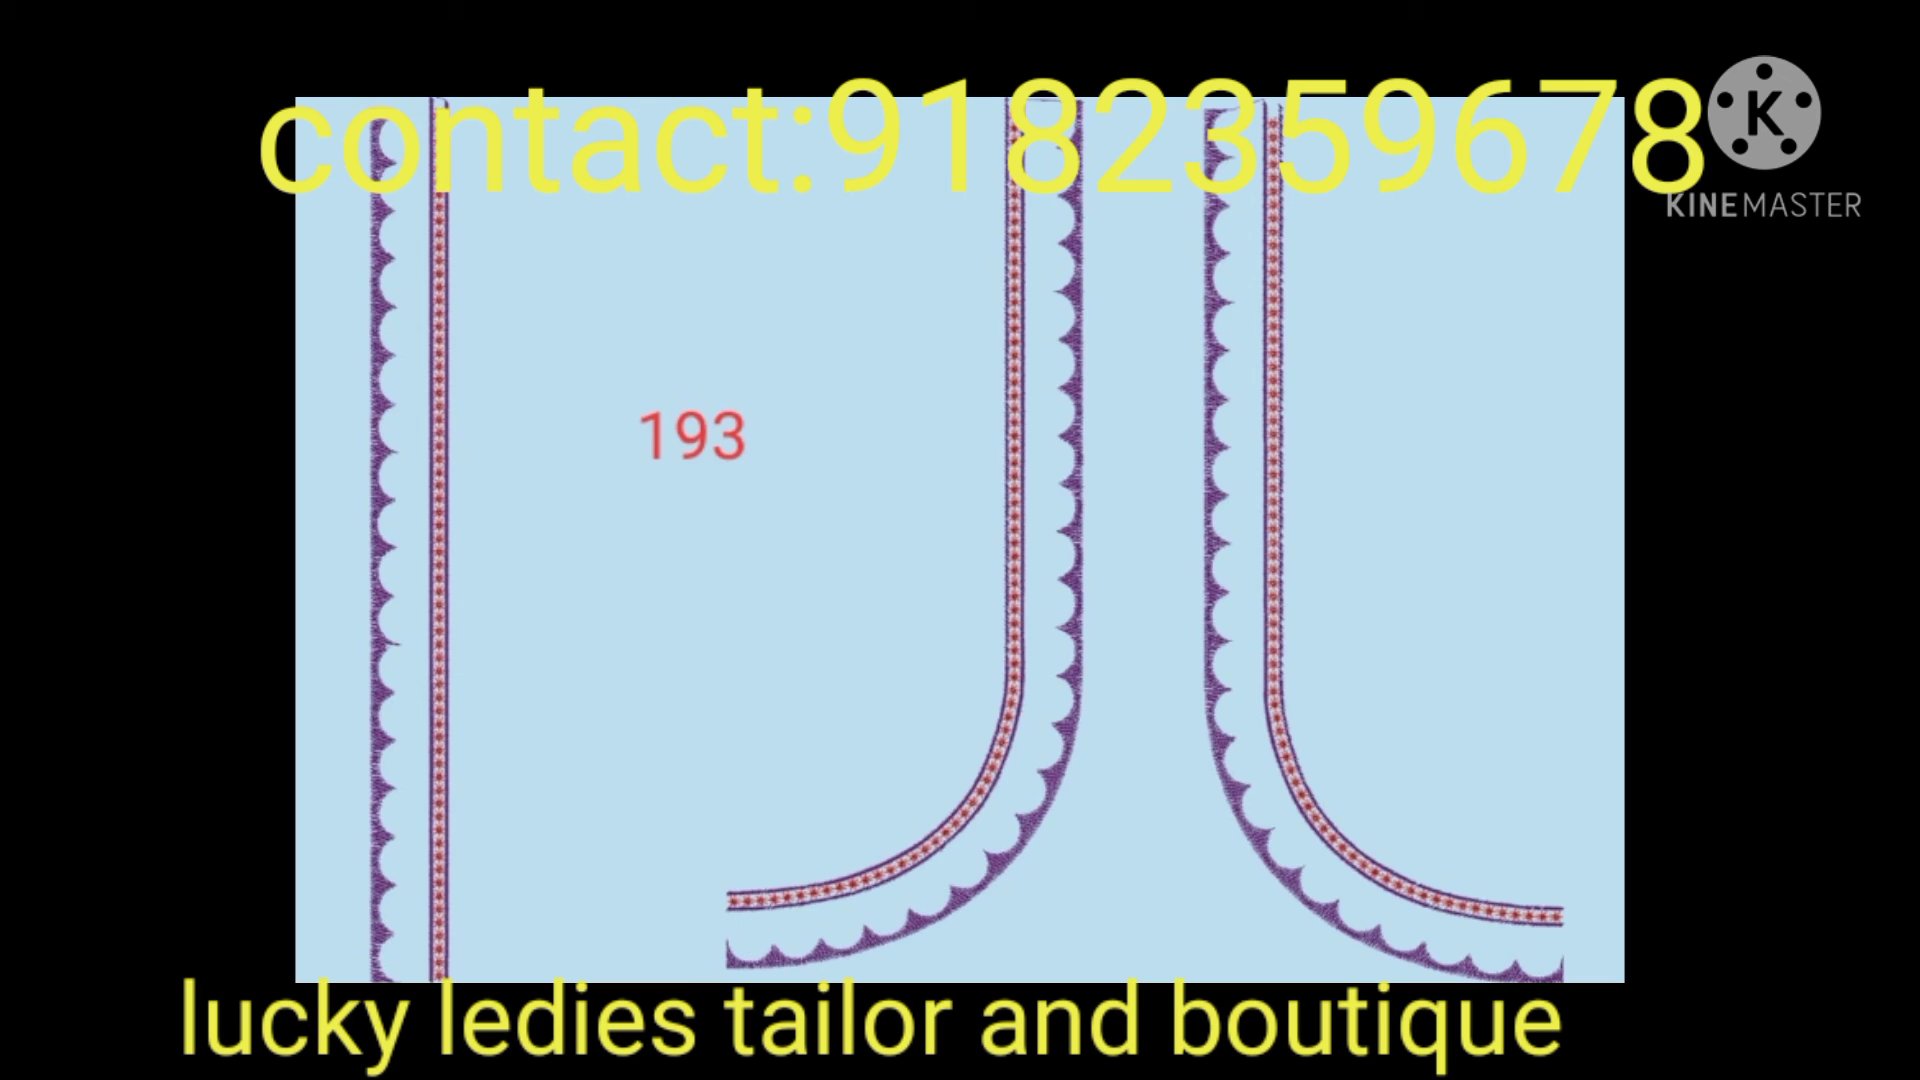 contact:9182359678
K
KINEMASTER
193
lucky ledies tailor and boutique